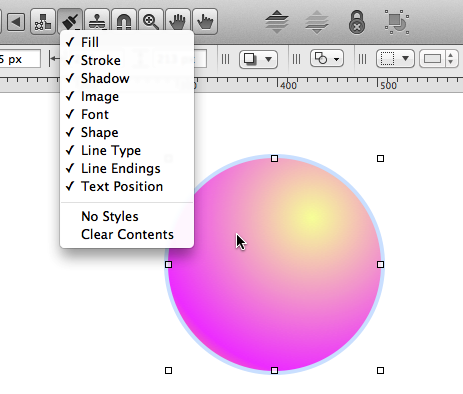 5 px
400
500
Fill
Stroke
Shadow
Image
Font
Shape
Line Type
Line Endings
Text Position
No Styles
Clear Contents